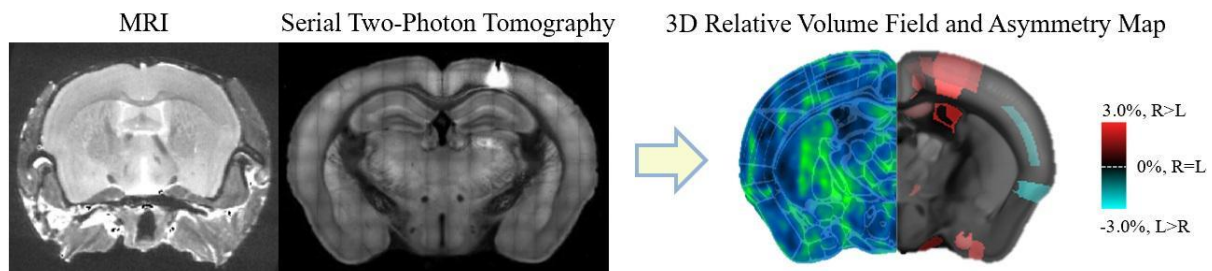 MRI
Serial Two-Photon Tomography
3D Relative Volume Field and Asymmetry Map
3.0%, R>L
0%, R=L
-3.0%, L>R